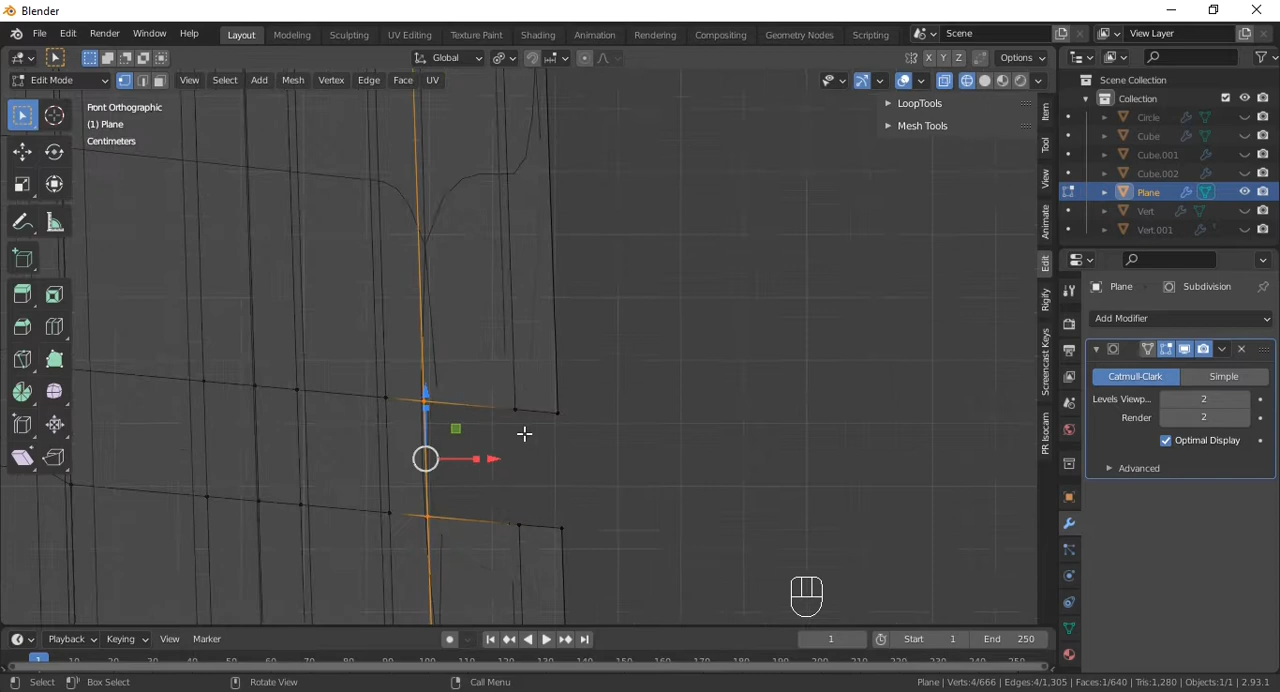 Blender
File Edit Render Window Help Layout Modeling Sculpting UV Editing Texture Paint Shading Animation Rendering Compositing Geometry Nodes Scripting Scene View Layer
Global X Y Z Options
Edit Mode View Select Add Mesh Vertex Edge Face UV
Front Orthographic
(1) Plane
Centimeters
LoopTools
Mesh Tools
Item
Tool
View
Animate
Edit
Rigify
Screencast Keys
PR Isocam
Scene Collection
Collection
Circle
Cube
Cube.001
Cube.002
Plane
Vert
Vert.001
Plane Subdivision
Add Modifier
Catmull-Clark Simple
Levels Viewp... 2
Render 2
Optimal Display
Advanced
Playback Keying View Marker 1 Start 1 End 250
1
Select Box Select Rotate View Call Menu Plane | Verts:4/666 | Edges:4/1,305 | Faces:1/640 | Tris:1,280 | Objects:1/1 | 2.93.1